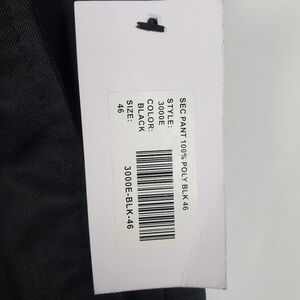 SEC PANT 100% POLY BLK 46
STYLE:
3000E
COLOR:
BLACK
SIZE:
46
3000E-BLK-46